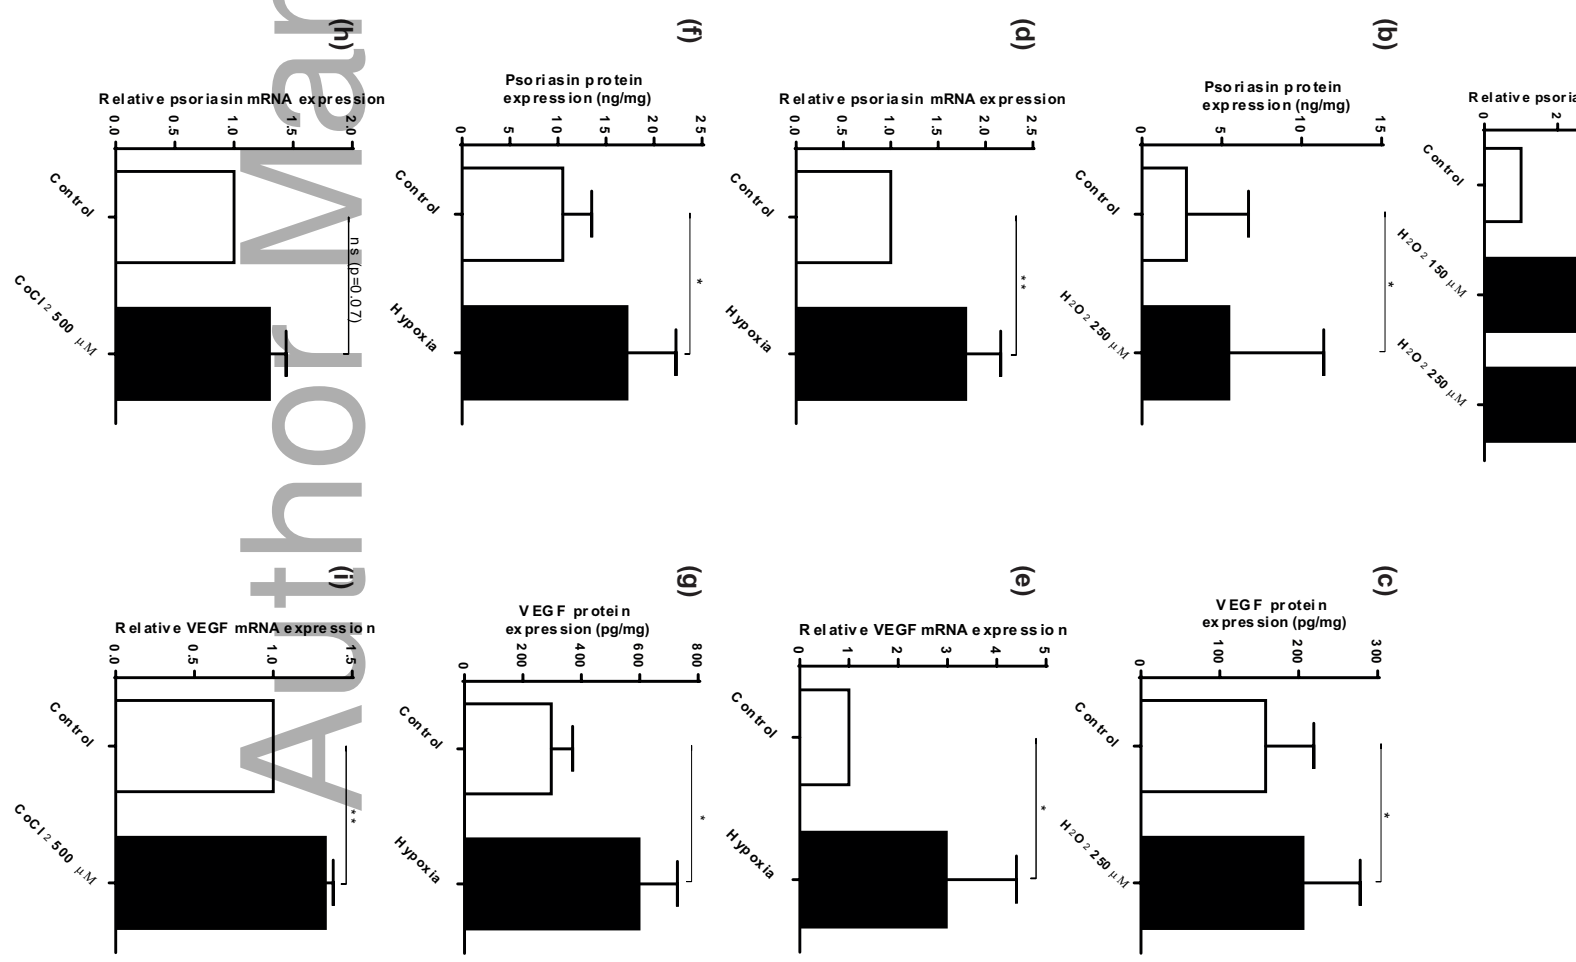 Relative psoria
0
2
Control
H2O2 150 µM
H2O2 250 µM
(b)
Psoriasin protein
expression (ng/mg)
0
5
10
15
Control
H2O2 250 µM
*
(c)
VEGF protein
expression (pg/mg)
0
100
200
300
Control
H2O2 250 µM
*
(d)
Relative psoriasin mRNA expression
0.0
0.5
1.0
1.5
2.0
2.5
Control
Hypoxia
**
(e)
Relative VEGF mRNA expression
0
1
2
3
4
5
Control
Hypoxia
*
(f)
Psoriasin protein
expression (ng/mg)
0
5
10
15
20
25
Control
Hypoxia
*
(g)
VEGF protein
expression (pg/mg)
0
200
400
600
800
Control
Hypoxia
*
(h)
Relative psoriasin mRNA expression
0.0
0.5
1.0
1.5
2.0
Control
CoCl2 500 µM
ns (p=0.07)
(i)
Relative VEGF mRNA expression
0.0
0.5
1.0
1.5
Control
CoCl2 500 µM
**
Author Mar